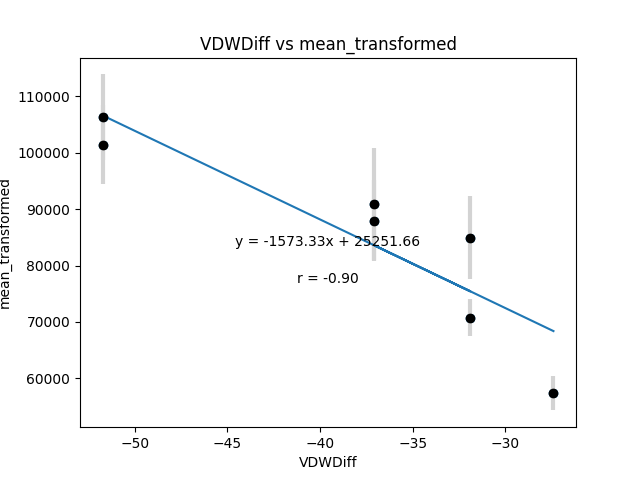 VDWDiff vs mean_transformed
mean_transformed
110000
100000
90000
80000
70000
60000
y = -1573.33x + 25251.66
r = -0.90
−50
−45
−40
−35
−30
VDWDiff